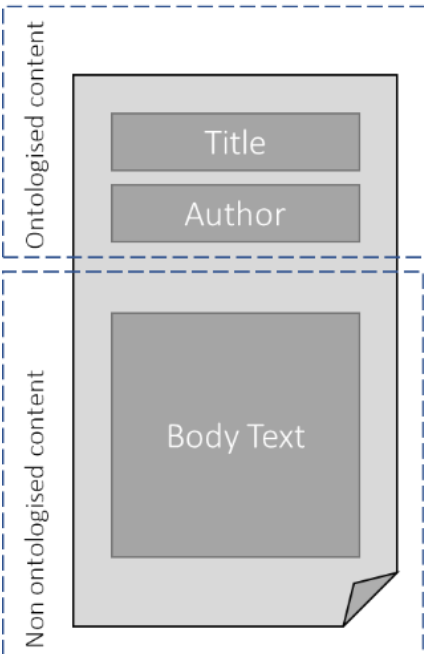 Ontologised content
Title
Author
Non ontologised content
Body Text